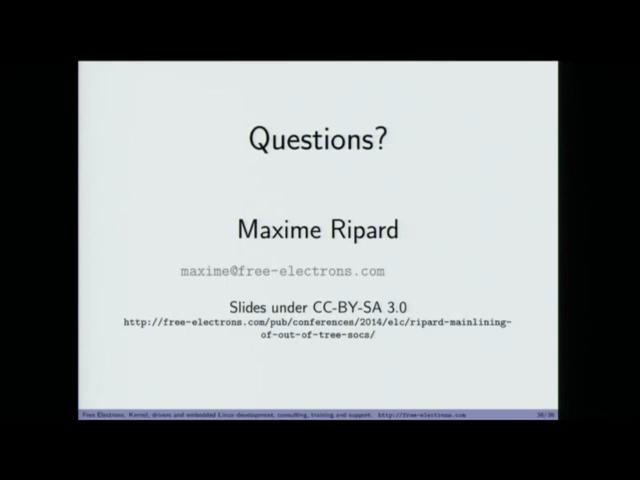 Questions?
Maxime Ripard
maxime@free-electrons.com
Slides under CC-BY-SA 3.0
http://free-electrons.com/pub/conferences/2014/elc/ripard-mainlining-
of-out-of-tree-socs/
Free Electrons. Kernel, drivers and embedded Linux development, consulting, training and support. http://free-electrons.com